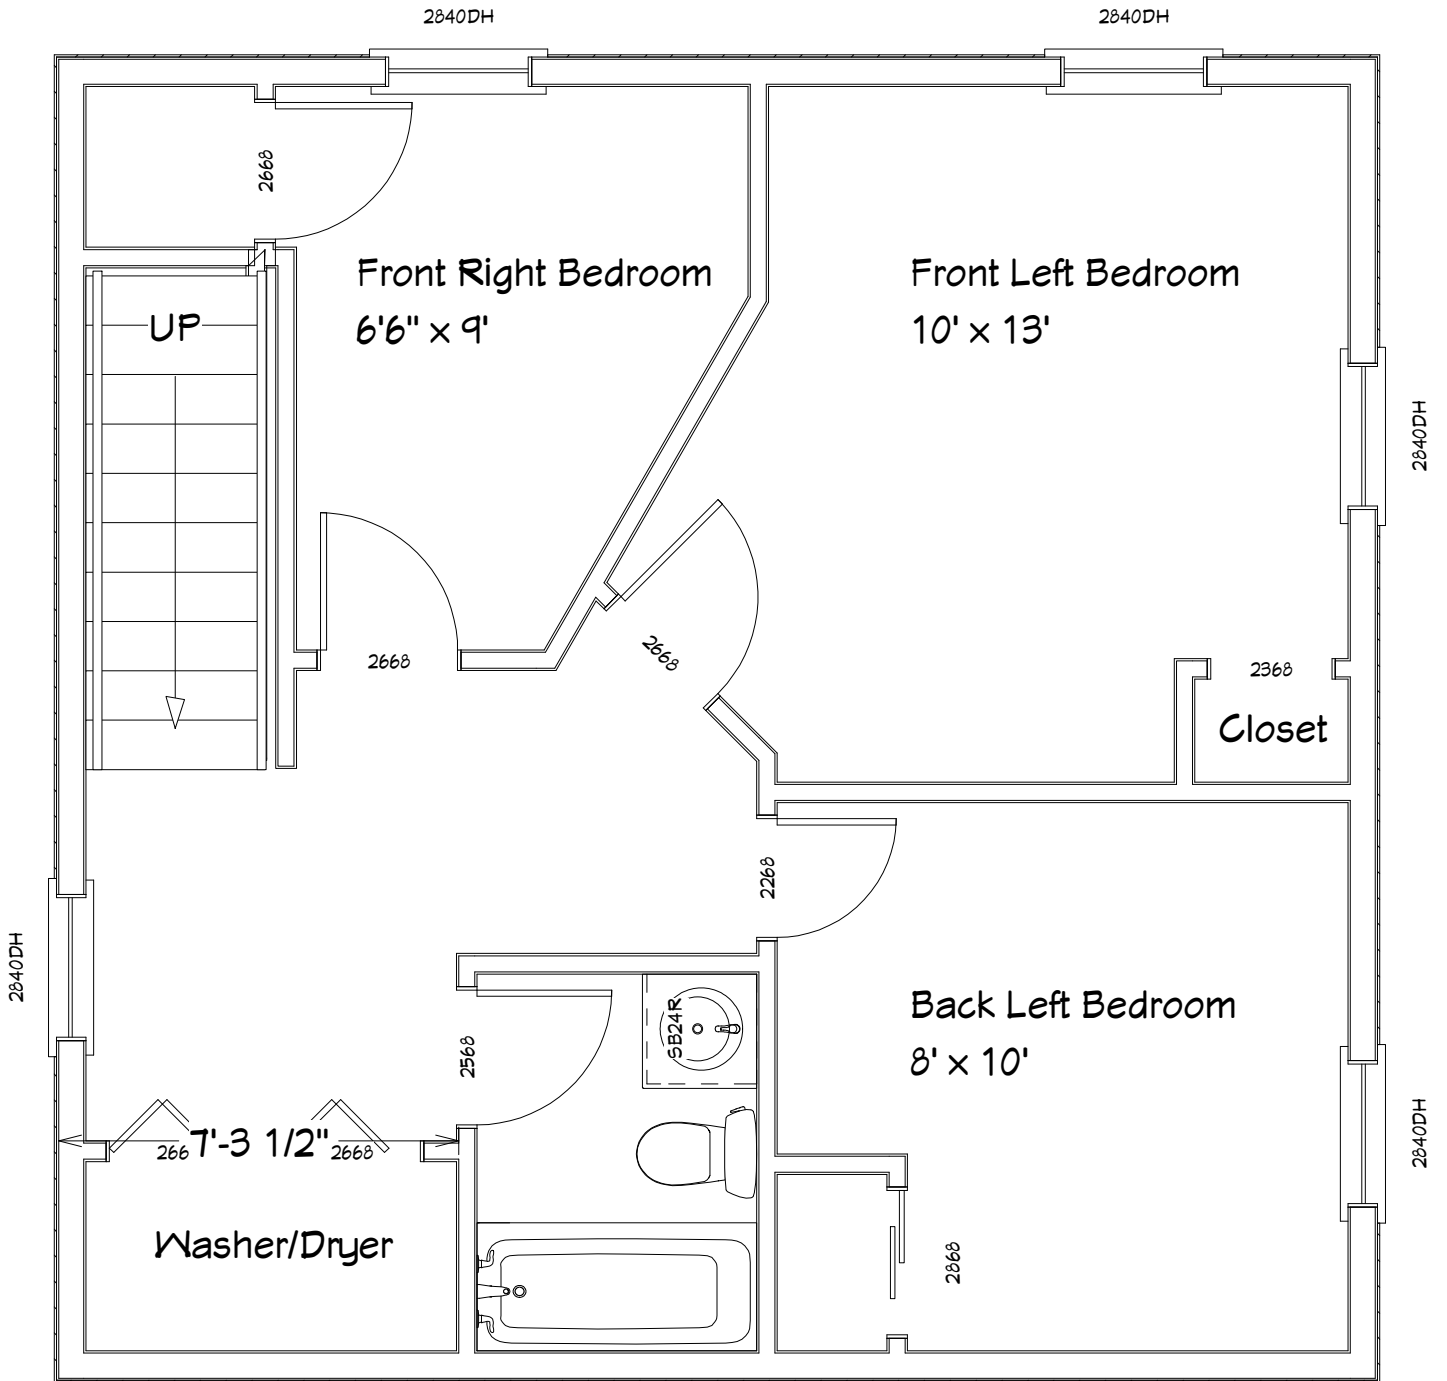 2840DH
2840DH
2668
Front Right Bedroom
6'6" x 9'
Front Left Bedroom
10' x 13'
UP
2840DH
2668
2668
2368
Closet
2268
2840DH
Back Left Bedroom
8' x 10'
SB24R
2568
2840DH
266
7'-3 1/2"
2668
Washer/Dryer
2868